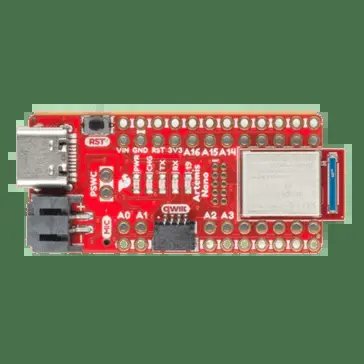 RST
VIN GND RST 3V3 A16 A15 A14
PWR
CHG
TX
RX
19
Artemis
Nano
PSWC
A0 A1
A2 A3
MIC
QWIIC